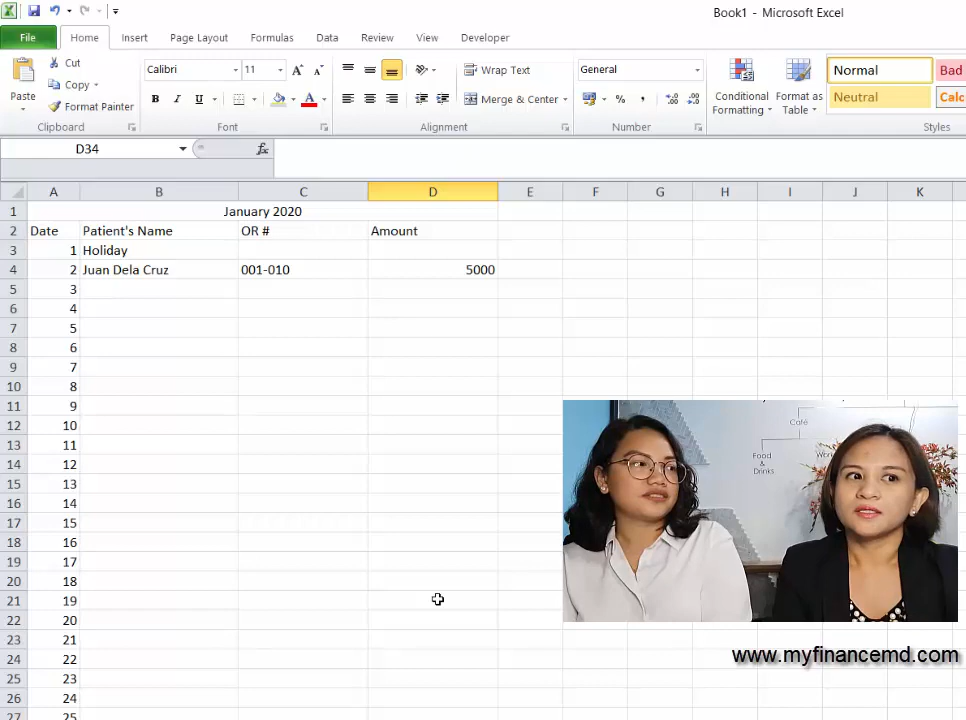 Book1 - Microsoft Excel
File Home Insert Page Layout Formulas Data Review View Developer
Paste
Cut
Copy
Format Painter
Clipboard
Calibri 11
A A
B I U A
Font
Wrap Text
Merge & Center
Alignment
General
% ,
Number
Conditional Formatting
Format as Table
Normal Bad
Neutral Calc
Styles
D34 fx
A B C D E F G H I J K
1 January 2020
2 Date Patient's Name OR # Amount
3 1 Holiday
4 2 Juan Dela Cruz 001-010 5000
5 3
6 4
7 5
8 6
9 7
10 8
11 9
12 10
13 11
14 12
15 13
16 14
17 15
18 16
19 17
20 18
21 19
22 20
23 21
24 22
25 23
26 24
27 25
Café
Food
&
Drinks
www.myfinancemd.com